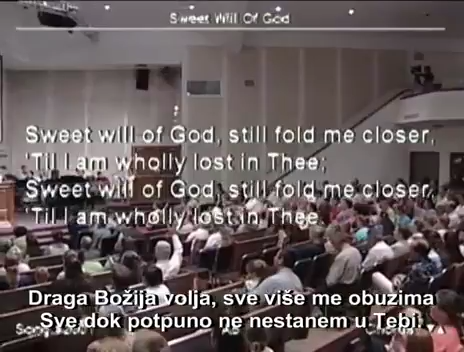 Sweet Will Of God
Sweet will of God, still fold me closer,
'Til I am wholly lost in Thee;
Sweet will of God, still fold me closer,
'Til I am wholly lost in Thee.
Draga Božija volja, sve više me obuzima
Sve dok potpuno ne nestanem u Tebi